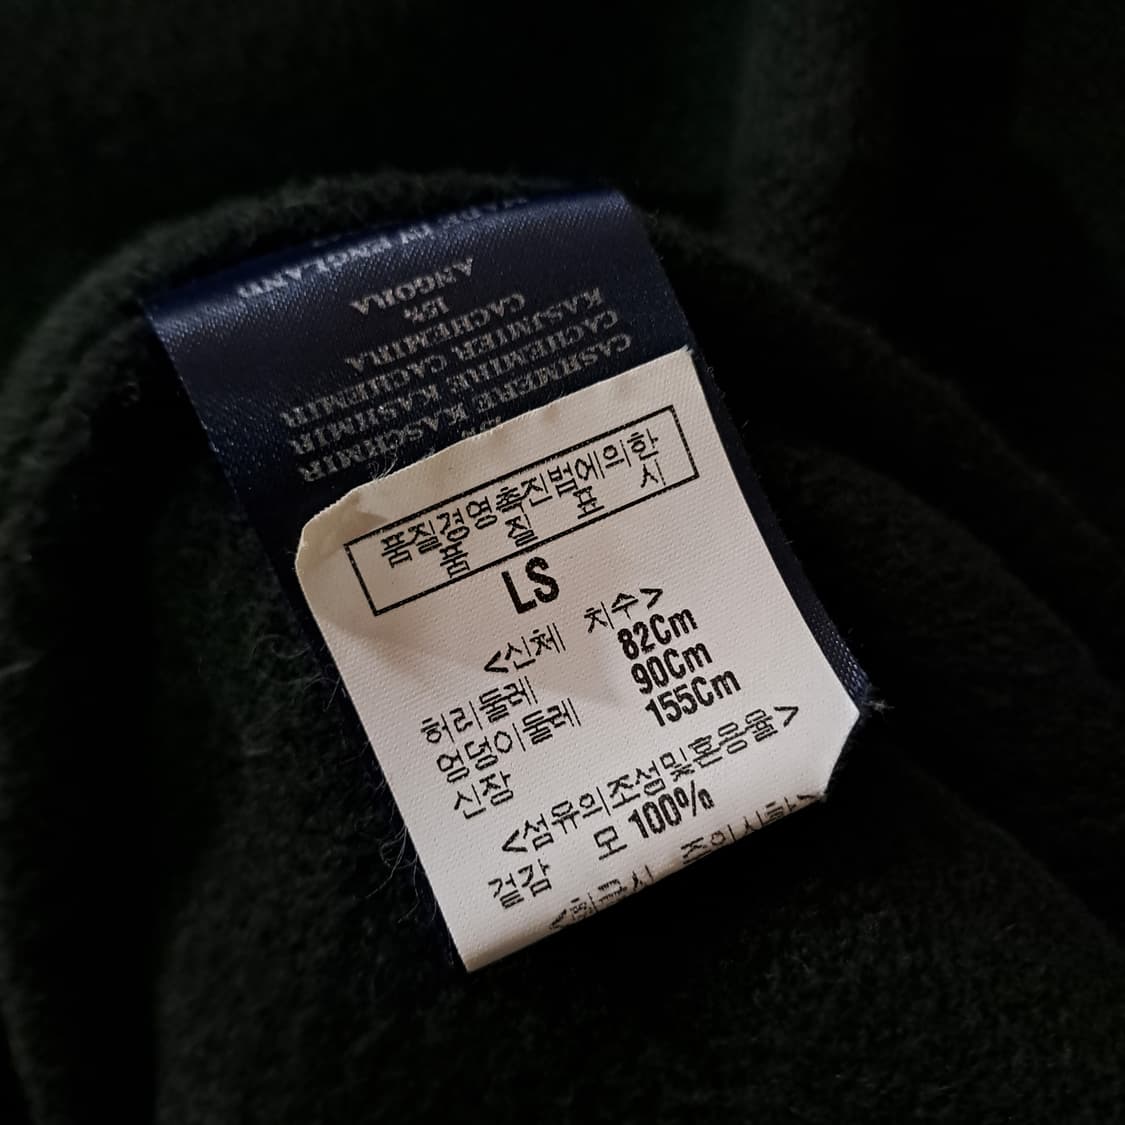 MADE IN ENGLAND
ANGORA
15%
CACHEMIRA
KASJMIER CACHEMIR
CACHEMIRE KASHMIR
CASHMERE KASCHMIR
품질경영촉진법에의한
품 질 표 시
LS
<신체 치수>
허리둘레 82Cm
엉덩이둘레 90Cm
신장 155Cm
<섬유의조성및혼용율>
겉감 모 100%